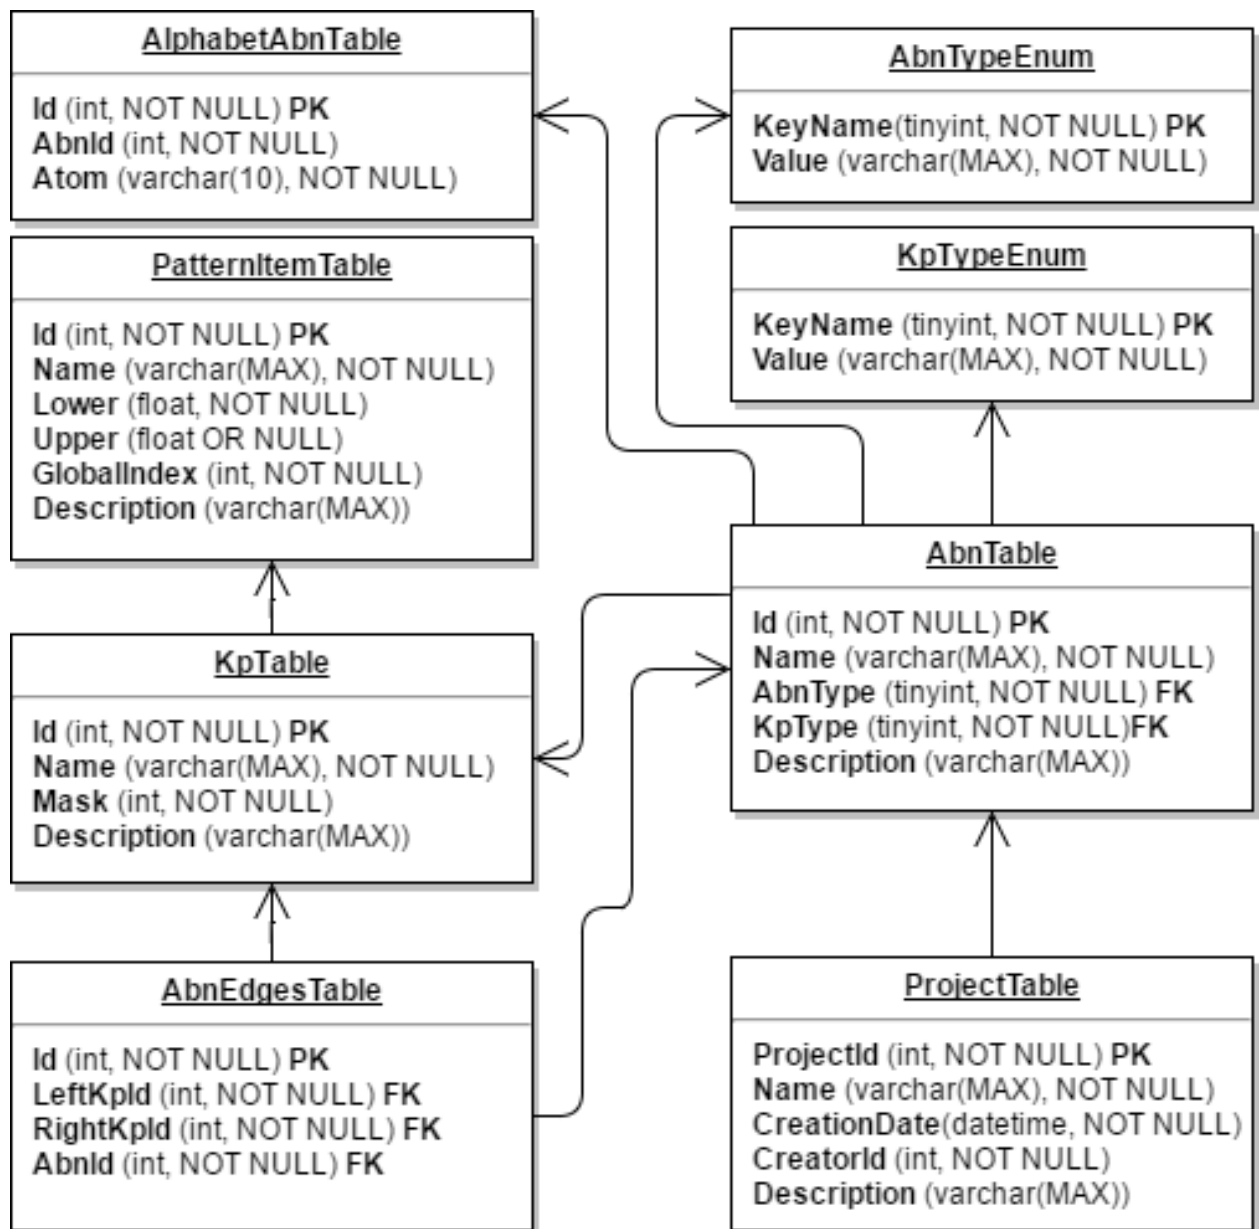 AlphabetAbnTable
Id (int, NOT NULL) PK
AbnId (int, NOT NULL)
Atom (varchar(10), NOT NULL)
PatternItemTable
Id (int, NOT NULL) PK
Name (varchar(MAX), NOT NULL)
Lower (float, NOT NULL)
Upper (float OR NULL)
GlobalIndex (int, NOT NULL)
Description (varchar(MAX))
KpTable
Id (int, NOT NULL) PK
Name (varchar(MAX), NOT NULL)
Mask (int, NOT NULL)
Description (varchar(MAX))
AbnEdgesTable
Id (int, NOT NULL) PK
LeftKpId (int, NOT NULL) FK
RightKpId (int, NOT NULL) FK
AbnId (int, NOT NULL) FK
AbnTypeEnum
KeyName(tinyint, NOT NULL) PK
Value (varchar(MAX), NOT NULL)
KpTypeEnum
KeyName (tinyint, NOT NULL) PK
Value (varchar(MAX), NOT NULL)
AbnTable
Id (int, NOT NULL) PK
Name (varchar(MAX), NOT NULL)
AbnType (tinyint, NOT NULL) FK
KpType (tinyint, NOT NULL)FK
Description (varchar(MAX))
ProjectTable
ProjectId (int, NOT NULL) PK
Name (varchar(MAX), NOT NULL)
CreationDate(datetime, NOT NULL)
CreatorId (int, NOT NULL)
Description (varchar(MAX))